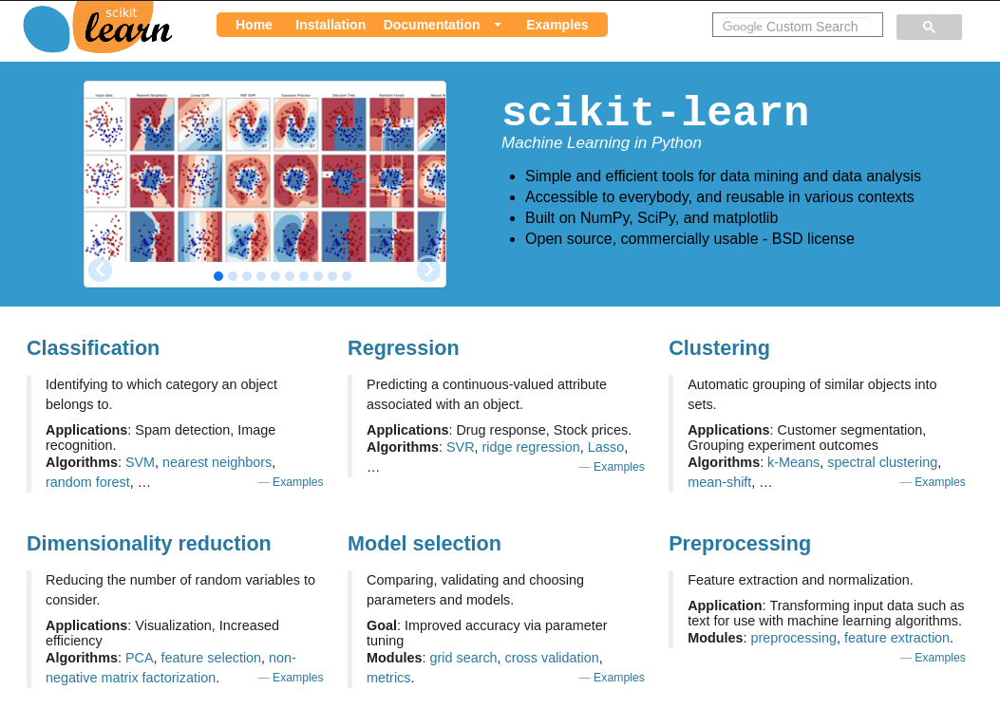 scikit
learn
Home Installation Documentation Examples
Google Custom Search
Input data Nearest Neighbors Linear SVM RBF SVM Gaussian Process Decision Tree Random Forest
scikit-learn
Machine Learning in Python
• Simple and efficient tools for data mining and data analysis
• Accessible to everybody, and reusable in various contexts
• Built on NumPy, SciPy, and matplotlib
• Open source, commercially usable - BSD license
Classification
Identifying to which category an object
belongs to.
Applications: Spam detection, Image
recognition.
Algorithms: SVM, nearest neighbors,
random forest, … — Examples
Regression
Predicting a continuous-valued attribute
associated with an object.
Applications: Drug response, Stock prices.
Algorithms: SVR, ridge regression, Lasso,
… — Examples
Clustering
Automatic grouping of similar objects into
sets.
Applications: Customer segmentation,
Grouping experiment outcomes
Algorithms: k-Means, spectral clustering,
mean-shift, … — Examples
Dimensionality reduction
Reducing the number of random variables to
consider.
Applications: Visualization, Increased
efficiency
Algorithms: PCA, feature selection, non-
negative matrix factorization. — Examples
Model selection
Comparing, validating and choosing
parameters and models.
Goal: Improved accuracy via parameter
tuning
Modules: grid search, cross validation,
metrics. — Examples
Preprocessing
Feature extraction and normalization.
Application: Transforming input data such as
text for use with machine learning algorithms.
Modules: preprocessing, feature extraction.
— Examples